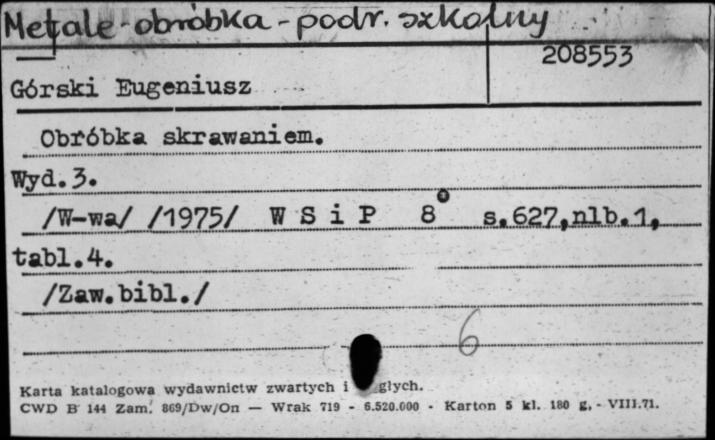 Metale - obróbka - podr. szkolny
208553
Górski Eugeniusz
Obróbka skrawaniem.
Wyd.3.
/W-wa/ /1975/ W S i P 8° s.627,nlb.1,
tabl.4.
/Zaw.bibl./
6
Karta katalogowa wydawnictw zwartych i głych.
CWD B 144 Zam. 869/Dw/On — Wrak 719 - 6.520.000 - Karton 5 kl. 180 g. - VIII.71.